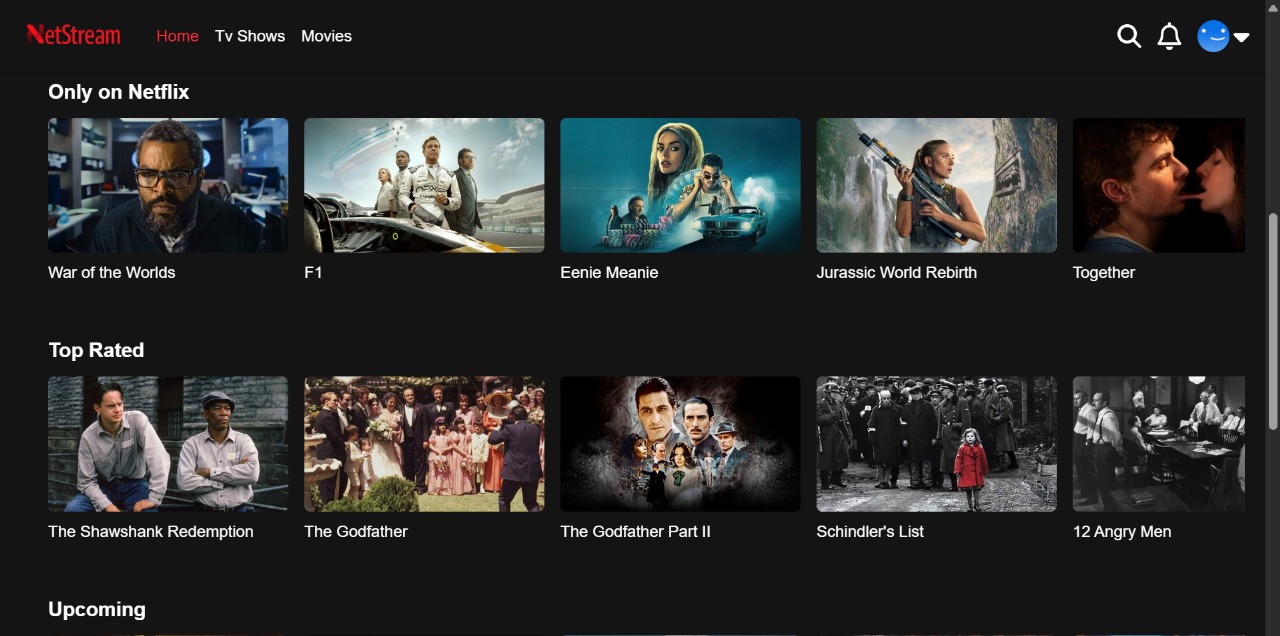 NetStream
Home Tv Shows Movies
Only on Netflix
War of the Worlds F1 Eenie Meanie Jurassic World Rebirth Together
Top Rated
The Shawshank Redemption The Godfather The Godfather Part II Schindler's List 12 Angry Men
Upcoming